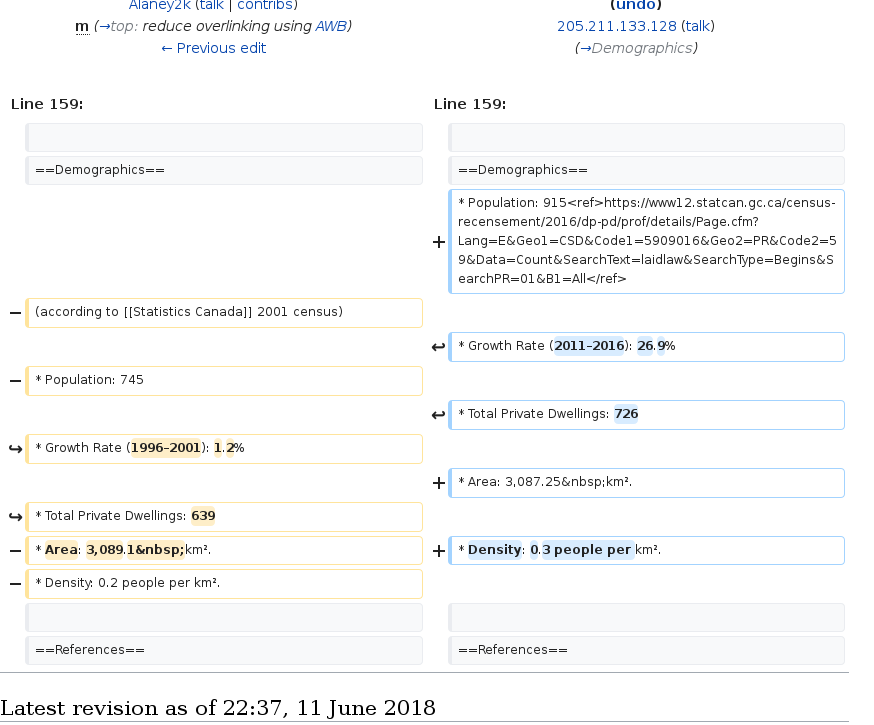 Alaney2k (talk | contribs)
m (→top: reduce overlinking using AWB)
← Previous edit
(undo)
205.211.133.128 (talk)
(→Demographics)
Line 159:
Line 159:
==Demographics==
==Demographics==
+ * Population: 915<ref>https://www12.statcan.gc.ca/census-
recensement/2016/dp-pd/prof/details/Page.cfm?
Lang=E&Geo1=CSD&Code1=5909016&Geo2=PR&Code2=5
9&Data=Count&SearchText=laidlaw&SearchType=Begins&S
earchPR=01&B1=All</ref>
− (according to [[Statistics Canada]] 2001 census)
↩ * Growth Rate (2011–2016): 26.9%
− * Population: 745
↩ * Total Private Dwellings: 726
↪ * Growth Rate (1996–2001): 1.2%
+ * Area: 3,087.25&nbsp;km².
↪ * Total Private Dwellings: 639
− * Area: 3,089.1&nbsp;km².
+ * Density: 0.3 people per km².
− * Density: 0.2 people per km².
==References==
==References==
Latest revision as of 22:37, 11 June 2018